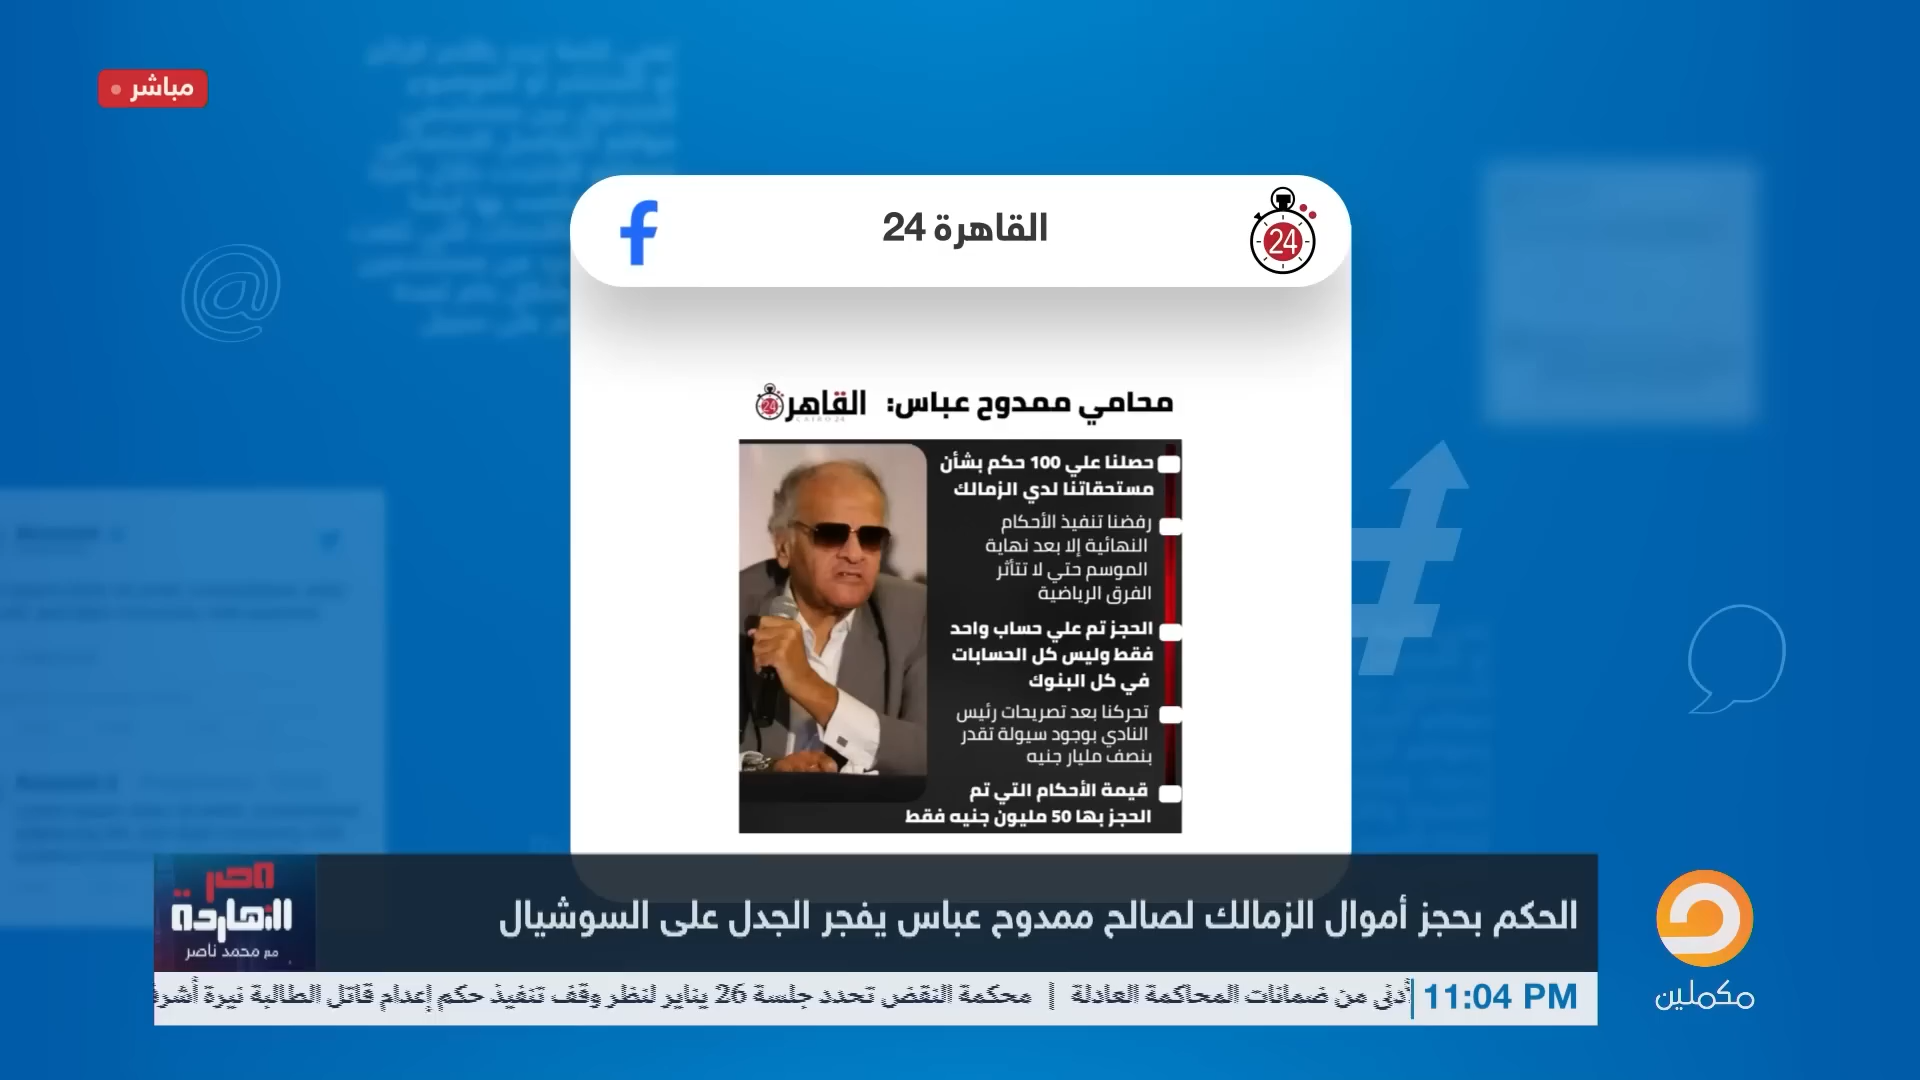 مباشر
القاهرة 24
24
محامي ممدوح عباس:
القاهرة 24
حصلنا علي 100 حكم بشأن
مستحقاتنا لدي الزمالك
رفضنا تنفيذ الأحكام
النهائية إلا بعد نهاية
الموسم حتي لا تتأثر
الفرق الرياضية
الحجز تم علي حساب واحد
فقط وليس كل الحسابات
في كل البنوك
تحركنا بعد تصريحات رئيس
النادي بوجود سيولة تقدر
بنصف مليار جنيه
قيمة الأحكام التي تم
الحجز بها 50 مليون جنيه فقط
مصر
النهاردة
مع محمد ناصر
الحكم بحجز أموال الزمالك لصالح ممدوح عباس يفجر الجدل على السوشيال
11:04 PM
أدنى من ضمانات المحاكمة العادلة | محكمة النقض تحدد جلسة 26 يناير لنظر وقف تنفيذ حكم إعدام قاتل الطالبة نيرة أشرف
مكملين